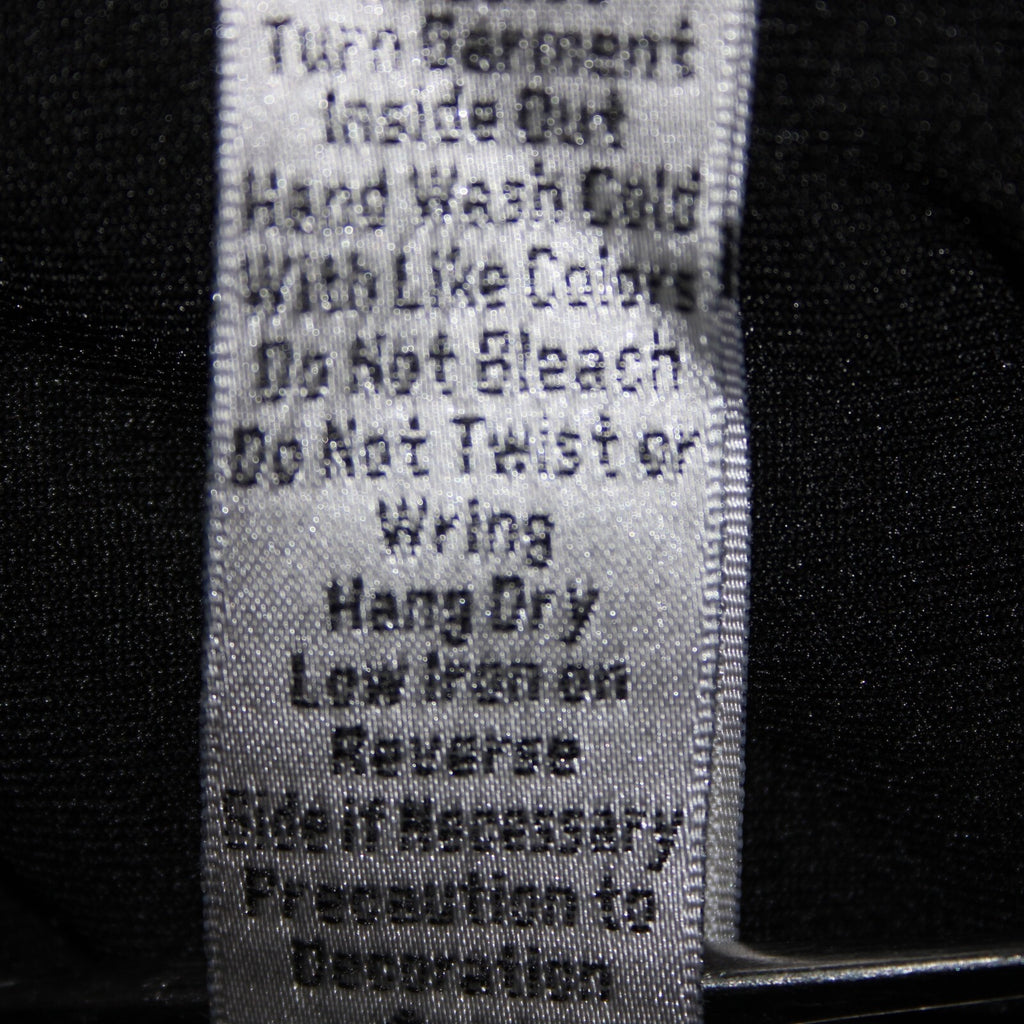 Turn Garment
Inside Out
Hand Wash Cold
With Like Colors
Do Not Bleach
Do Not Twist or
Wring
Hang Dry
Low Iron on
Reverse
Side if Necessary
Precaution to
Decoration